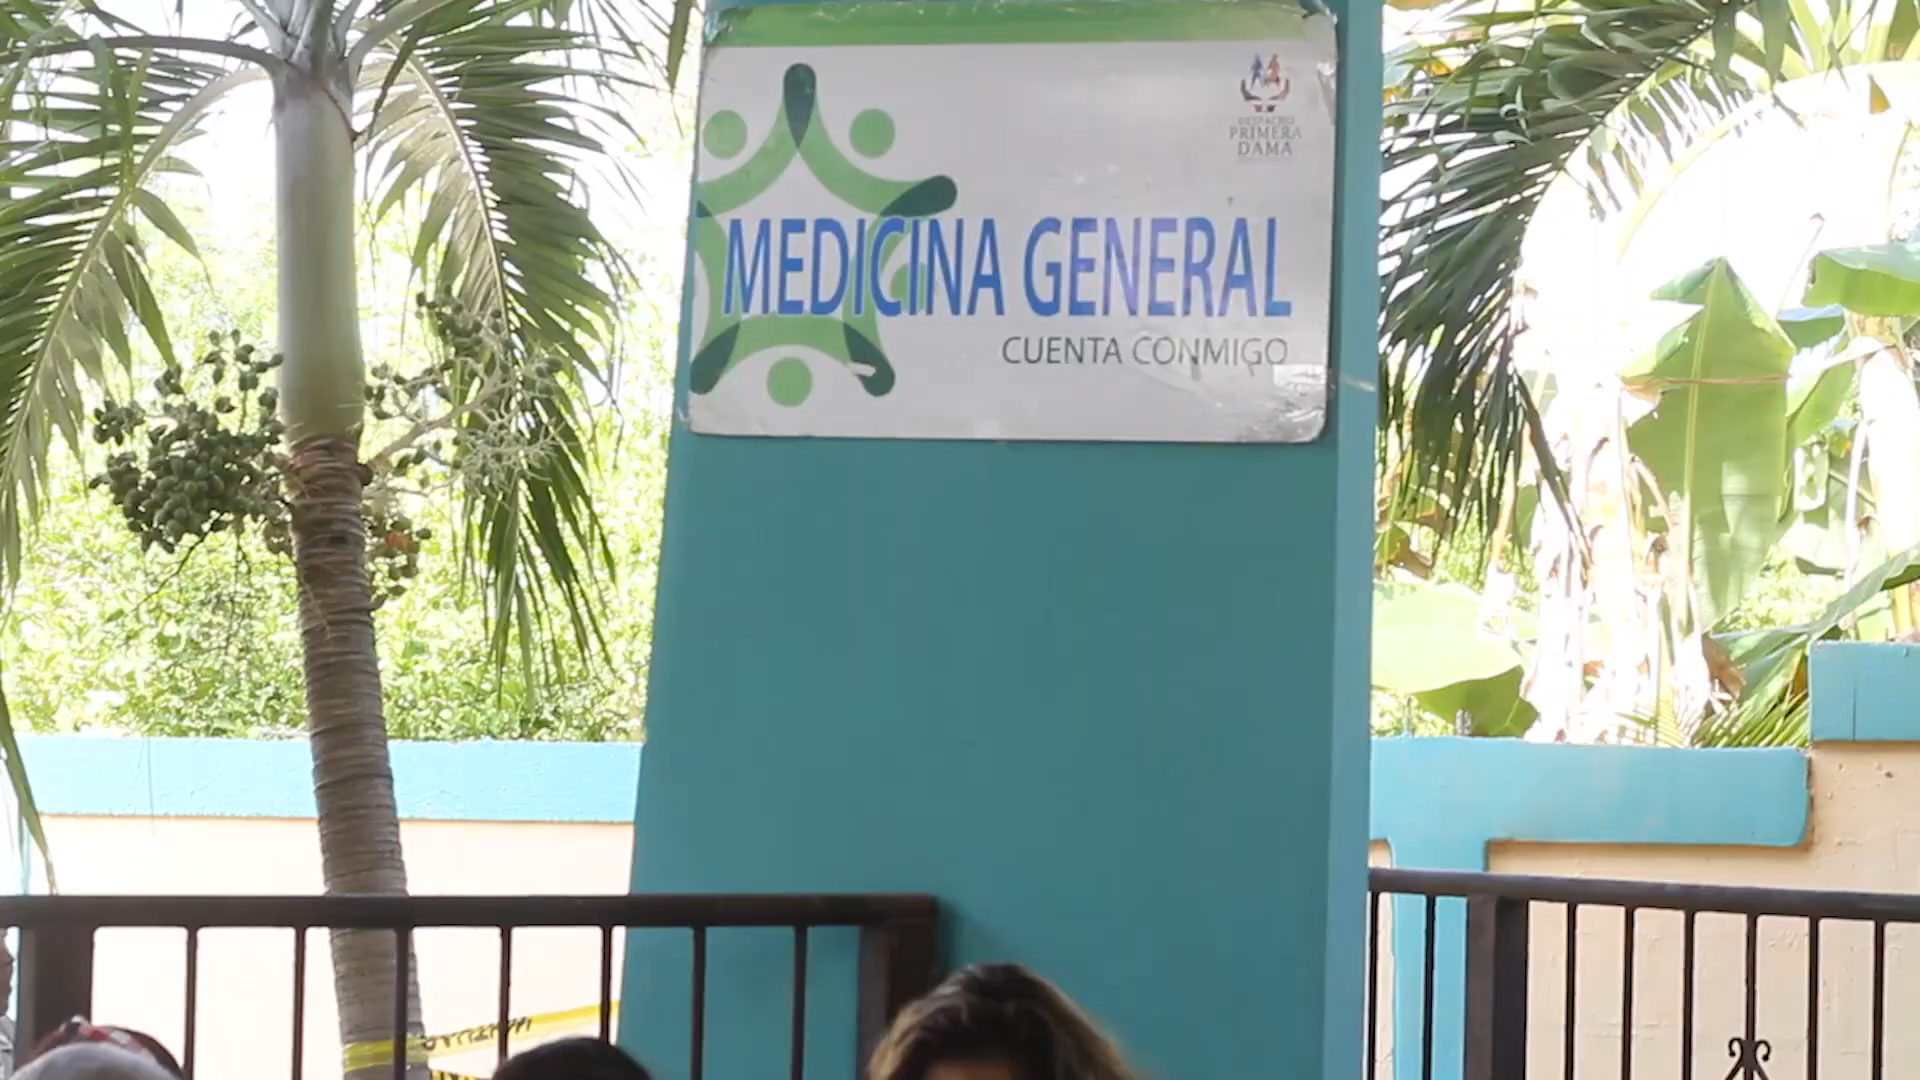 DESPACHO
PRIMERA
DAMA
MEDICINA GENERAL
CUENTA CONMIGO